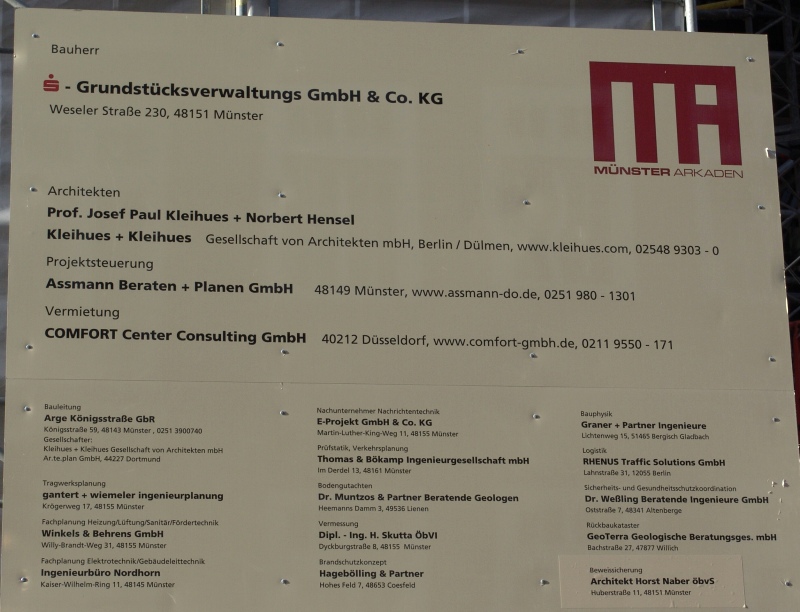 Bauherr
S - Grundstücksverwaltungs GmbH & Co. KG
Weseler Straße 230, 48151 Münster
MA
MÜNSTER ARKADEN
Architekten
Prof. Josef Paul Kleihues + Norbert Hensel
Kleihues + Kleihues Gesellschaft von Architekten mbH, Berlin / Dülmen, www.kleihues.com, 02548 9303 - 0
Projektsteuerung
Assmann Beraten + Planen GmbH 48149 Münster, www.assmann-do.de, 0251 980 - 1301
Vermietung
COMFORT Center Consulting GmbH 40212 Düsseldorf, www.comfort-gmbh.de, 0211 9550 - 171
Bauleitung
Arge Königsstraße GbR
Königsstraße 59, 48143 Münster , 0251 3900740
Gesellschafter:
Kleihues + Kleihues Gesellschaft von Architekten mbH
Ar.te.plan GmbH, 44227 Dortmund
Tragwerksplanung
gantert + wiemeler ingenieurplanung
Krögerweg 17, 48155 Münster
Fachplanung Heizung/Lüftung/Sanitär/Fördertechnik
Winkels & Behrens GmbH
Willy-Brandt-Weg 31, 48155 Münster
Fachplanung Elektrotechnik/Gebäudeleittechnik
Ingenieurbüro Nordhorn
Kaiser-Wilhelm-Ring 11, 48145 Münster
Nachunternehmer Nachrichtentechnik
E-Projekt GmbH & Co. KG
Martin-Luther-King-Weg 11, 48155 Münster
Prüfstatik, Verkehrsplanung
Thomas & Bökamp Ingenieurgesellschaft mbH
Im Derdel 13, 48161 Münster
Bodengutachten
Dr. Muntzos & Partner Beratende Geologen
Heemanns Damm 3, 49536 Lienen
Vermessung
Dipl. - Ing. H. Skutta ÖbVI
Dyckburgstraße 8, 48155 Münster
Brandschutzkonzept
Hagebölling & Partner
Hohes Feld 7, 48653 Coesfeld
Bauphysik
Graner + Partner Ingenieure
Lichtenweg 15, 51465 Bergisch Gladbach
Logistik
RHENUS Traffic Solutions GmbH
Lahnstraße 31, 12055 Berlin
Sicherheits- und Gesundheitsschutzkoordination
Dr. Weßling Beratende Ingenieure GmbH
Oststraße 7, 48341 Altenberge
Rückbaukataster
GeoTerra Geologische Beratungsges. mbH
Bachstraße 27, 47877 Willich
Beweissicherung
Architekt Horst Naber öbvS
Huberstraße 11, 48151 Münster